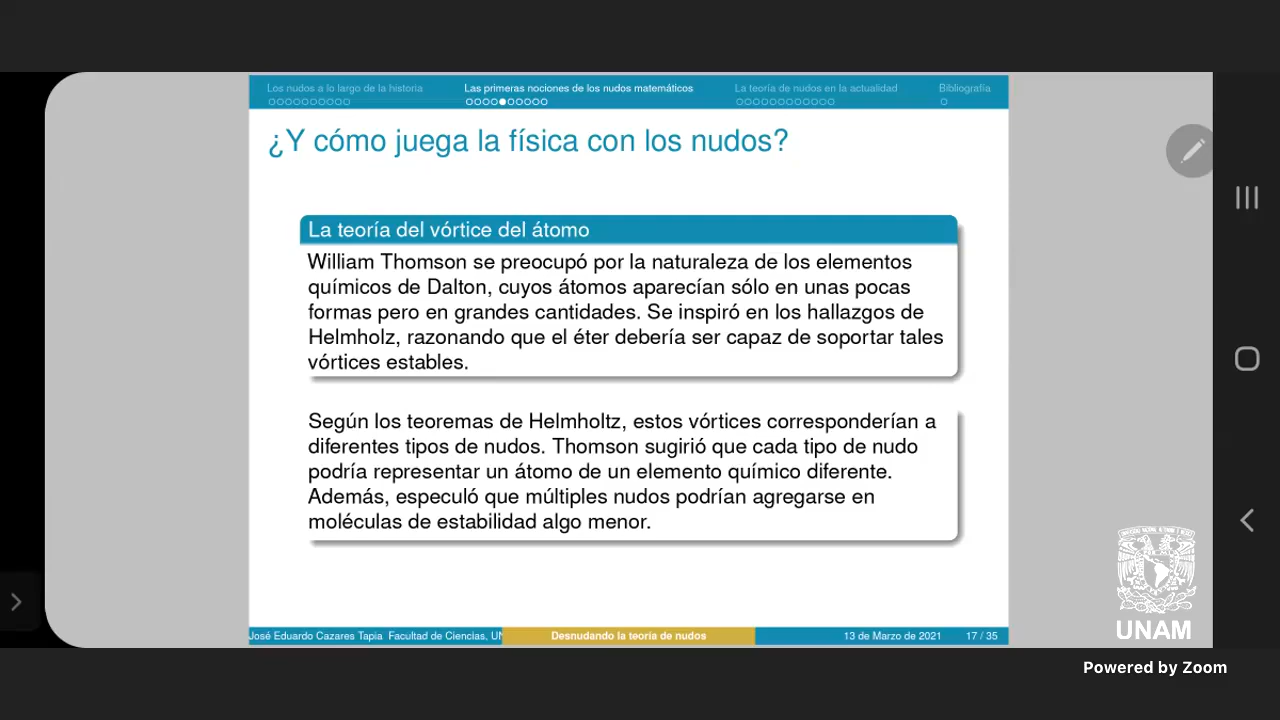 Los nudos a lo largo de la historia
Las primeras nociones de los nudos matemáticos
La teoría de nudos en la actualidad
Bibliografía
¿Y cómo juega la física con los nudos?
La teoría del vórtice del átomo
William Thomson se preocupó por la naturaleza de los elementos
químicos de Dalton, cuyos átomos aparecían sólo en unas pocas
formas pero en grandes cantidades. Se inspiró en los hallazgos de
Helmholz, razonando que el éter debería ser capaz de soportar tales
vórtices estables.
Según los teoremas de Helmholtz, estos vórtices corresponderían a
diferentes tipos de nudos. Thomson sugirió que cada tipo de nudo
podría representar un átomo de un elemento químico diferente.
Además, especuló que múltiples nudos podrían agregarse en
moléculas de estabilidad algo menor.
José Eduardo Cazares Tapia Facultad de Ciencias, UN
Desnudando la teoría de nudos
13 de Marzo de 2021 17 / 35
UNAM
Powered by Zoom